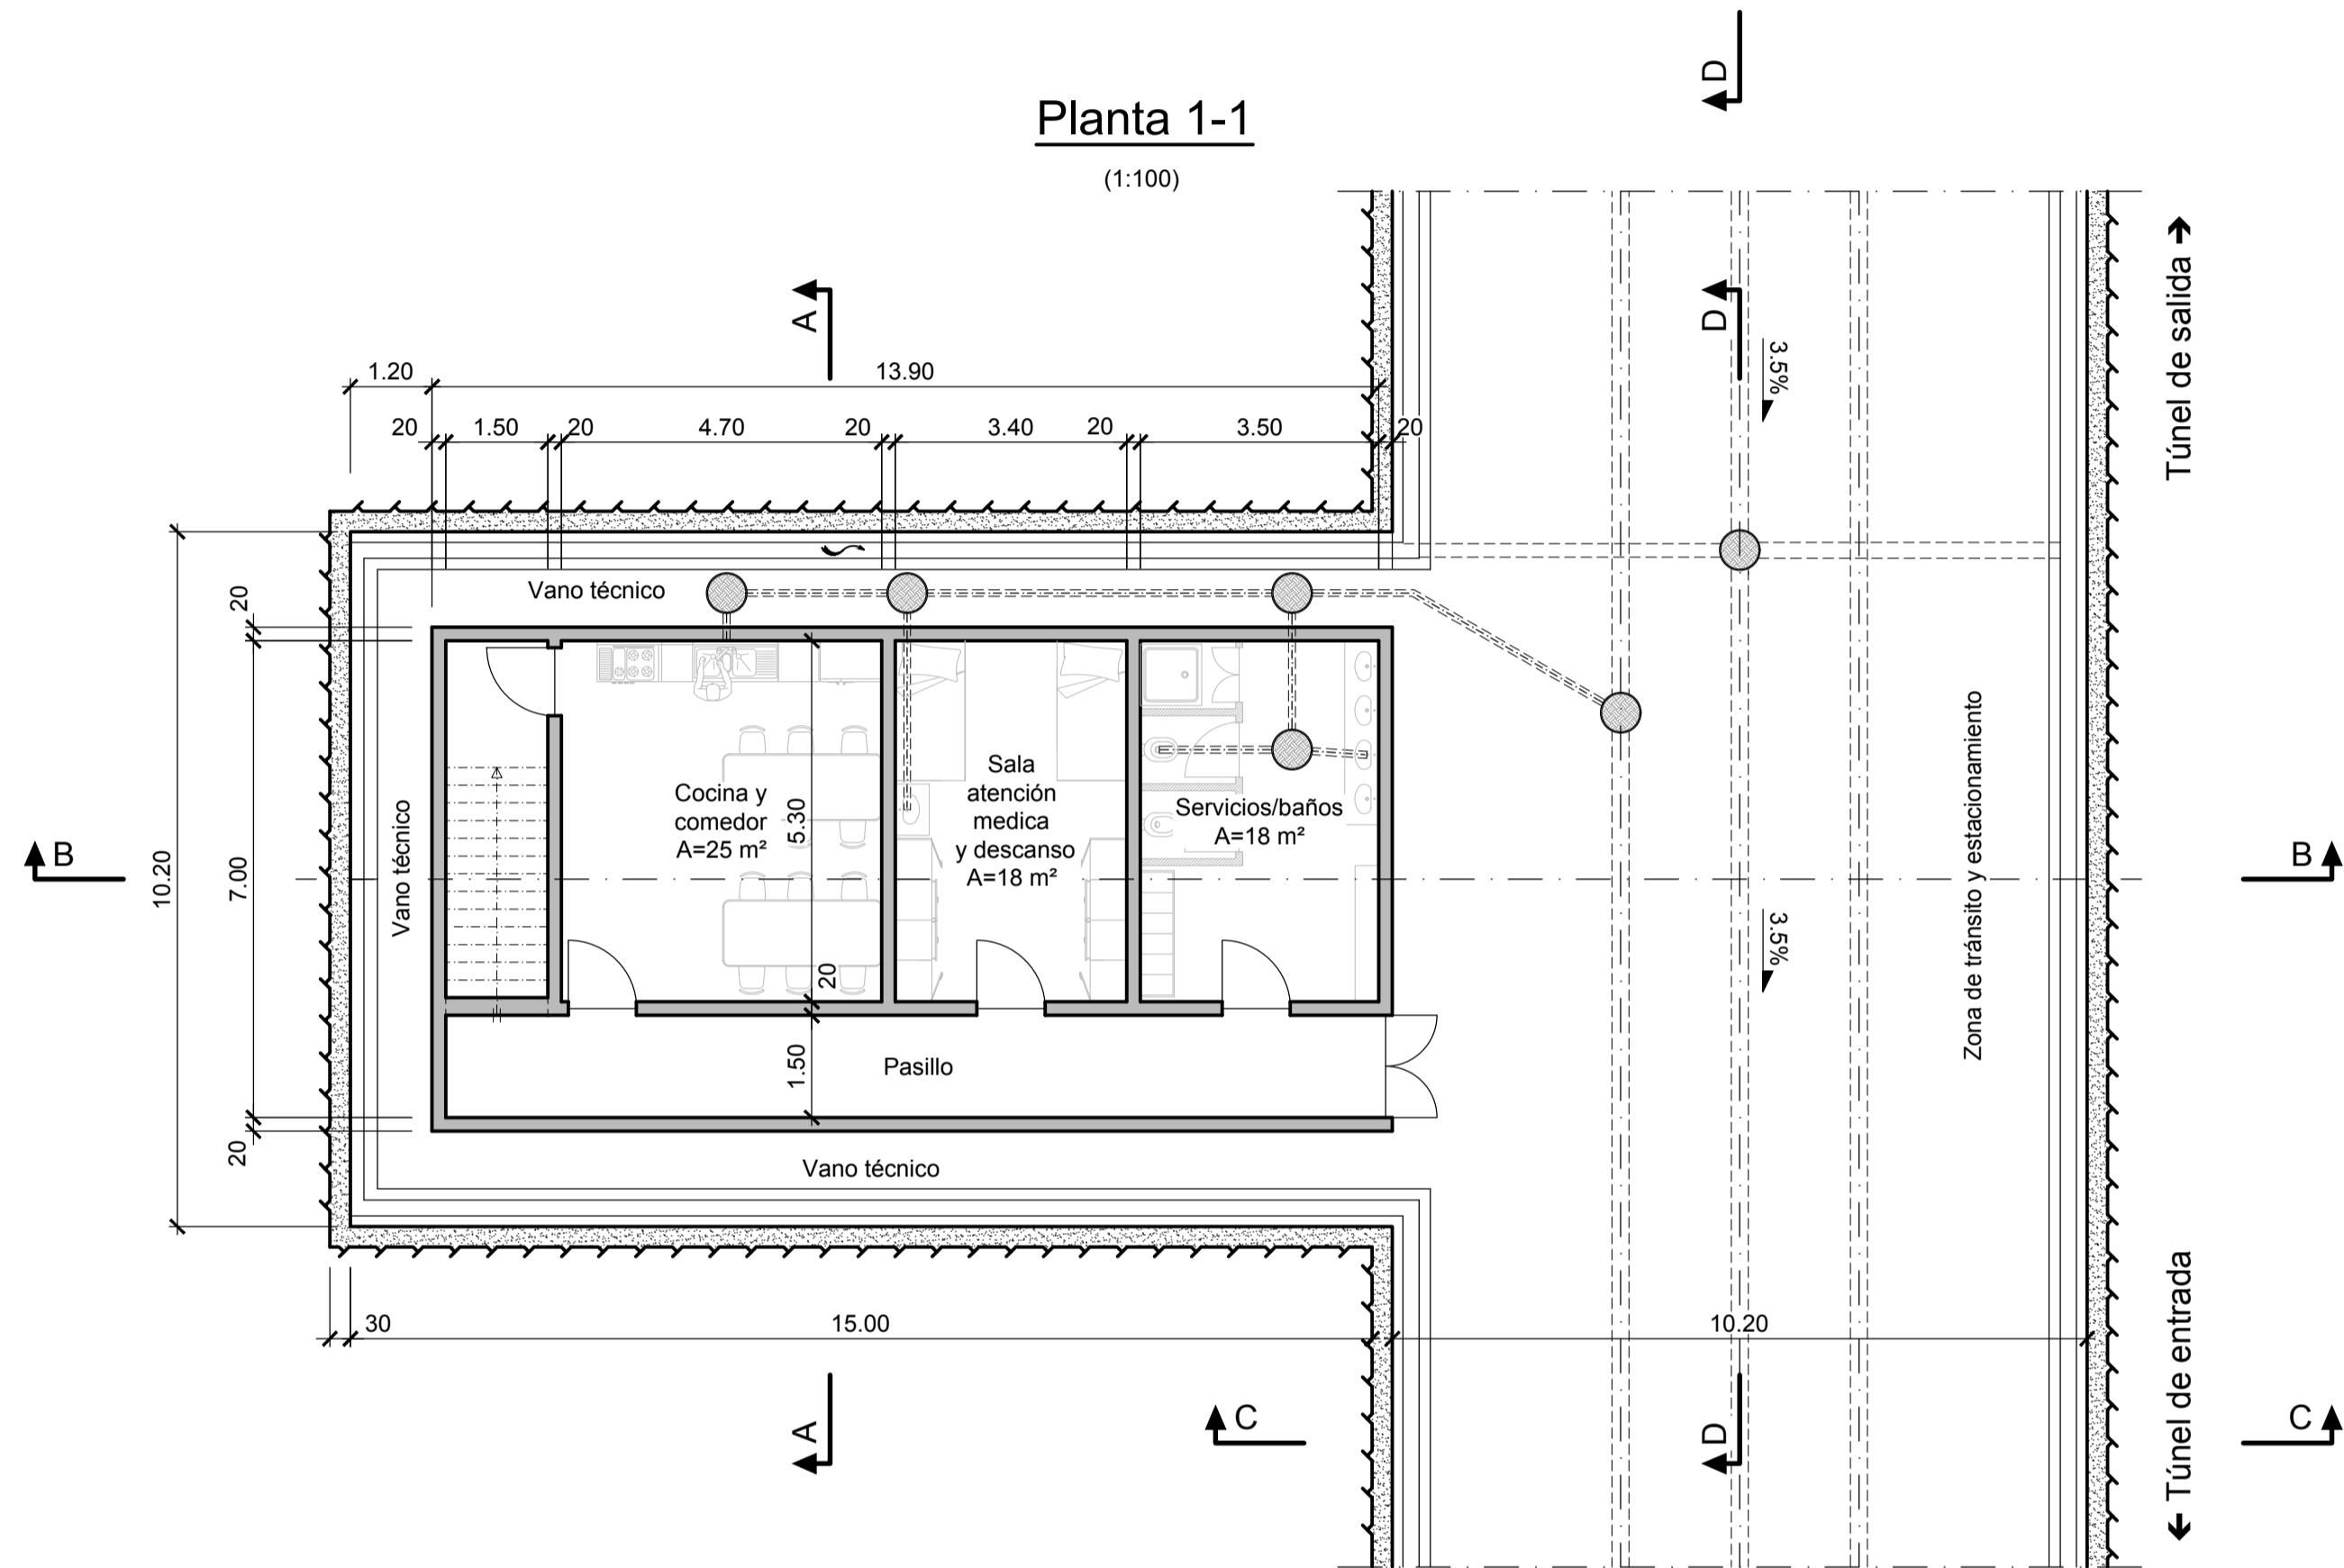 D
Planta 1-1
(1:100)
A
D
3.5%
Túnel de salida →
1.20
13.90
20
1.50
20
4.70
20
3.40
20
3.50
20
Vano técnico
20
7.00
20
10.20
Vano técnico
Cocina y
comedor
A=25 m²
5.30
20
1.50
Sala
atención
medica
y descanso
A=18 m²
Servicios/baños
A=18 m²
B
B
3.5%
Zona de tránsito y estacionamiento
Pasillo
Vano técnico
30
15.00
10.20
A
C
D
C
← Túnel de entrada